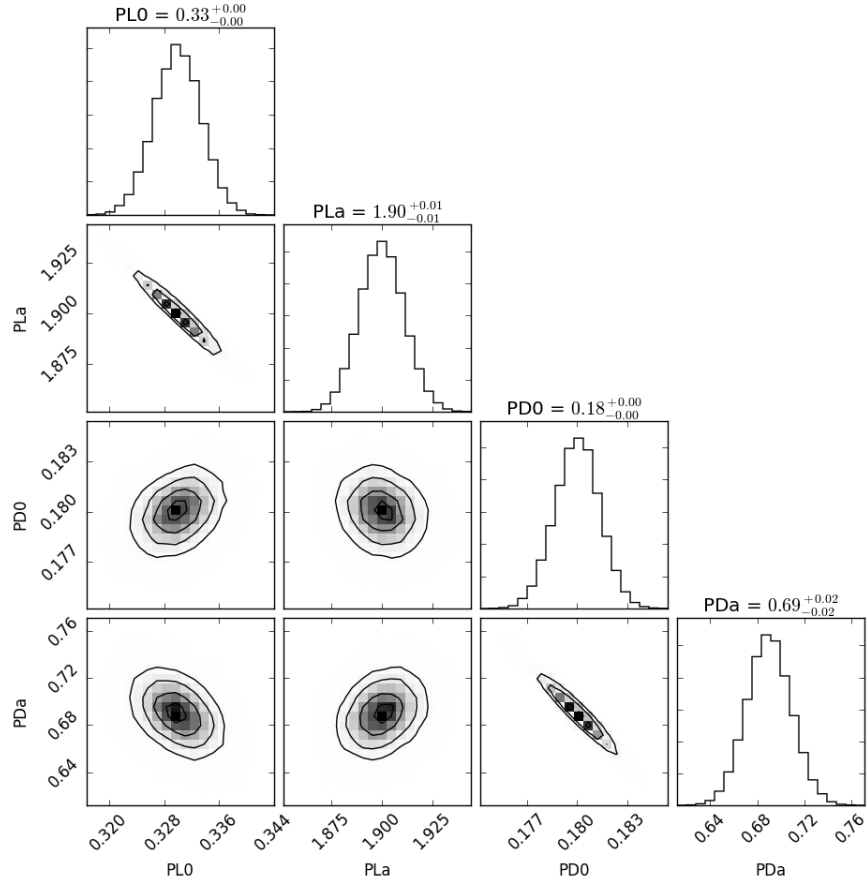 PL0 = 0.33+0.00 −0.00
PLa = 1.90+0.01 −0.01
1.925
1.900
1.875
PLa
PD0 = 0.18+0.00 −0.00
0.183
0.180
0.177
PD0
PDa = 0.69+0.02 −0.02
0.76
0.72
0.68
0.64
PDa
0.320 0.328 0.336 0.344 1.875 1.900 1.925 0.177 0.180 0.183 0.64 0.68 0.72 0.76
PL0 PLa PD0 PDa